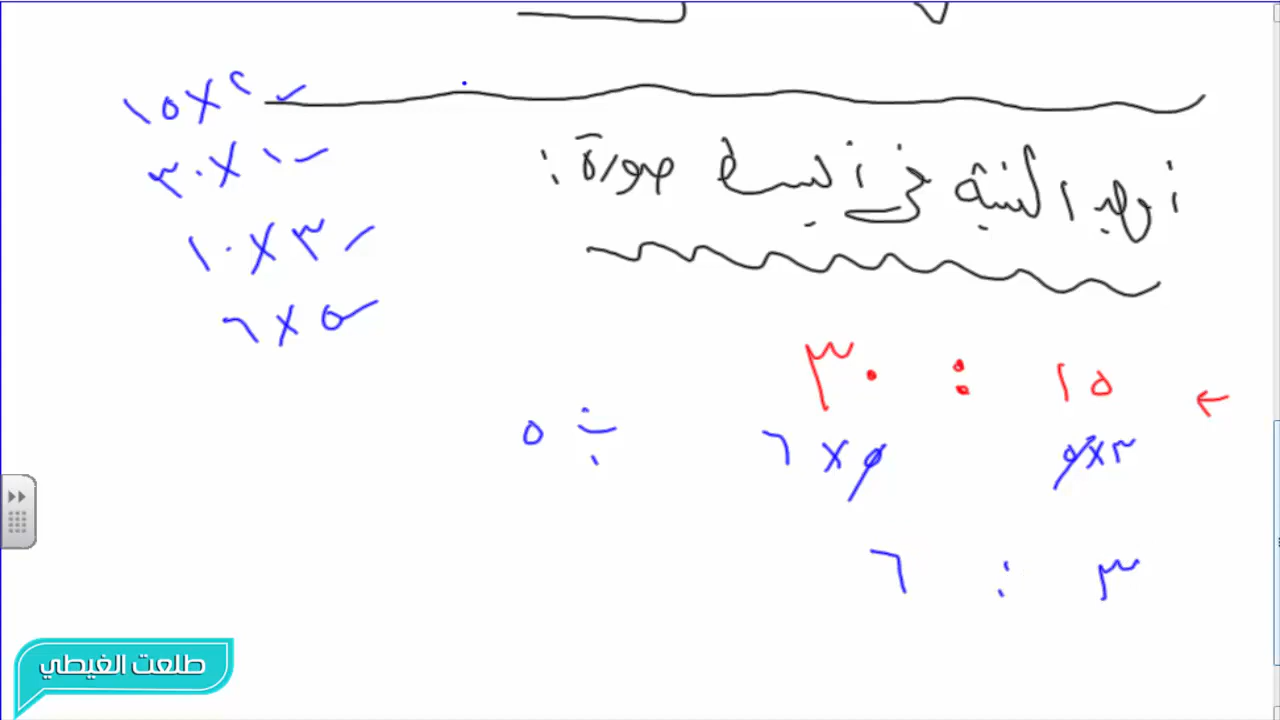 أوجد النسبة في أبسط صورة :
١٥ × ٢
٣٠ × ١
١٠ × ٣
٦ × ٥
١٥ : ٣٠
٣ × ٥ ٥ × ٦ ÷ ٥
٣ : ٦
طلعت الغيطي